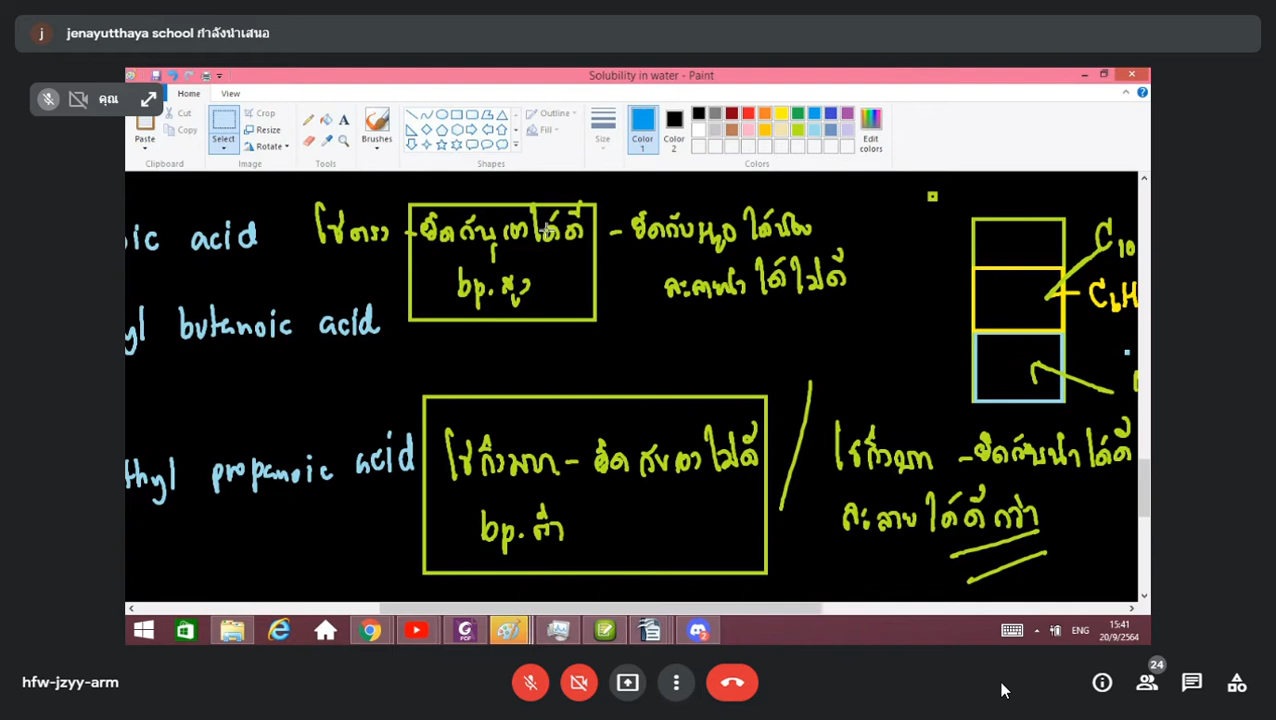 jenayutthaya school กำลังนำเสนอ
Solubility in water - Paint
คุณ
Home View
Cut
Copy
Paste
Clipboard
Select
Crop
Resize
Rotate
Image
Tools
Brushes
Shapes
Outline
Fill
Size
Color 1
Color 2
Colors
Edit colors
ic acid โซ่ตรง - ยึดกันเองได้ดี - ยึดกับ H₂O ได้น้อย
bp. สูง
ละลายน้ำได้ไม่ดี
C10
C6H
yl butanoic acid
thyl propanoic acid โซ่กิ่งมาก - ยึดกันเองไม่ดี
bp. ต่ำ
โซ่กิ่งมาก - ยึดกับน้ำได้ดี
ละลายได้ดีกว่า
ENG
15:41
20/9/2564
hfw-jzyy-arm
24